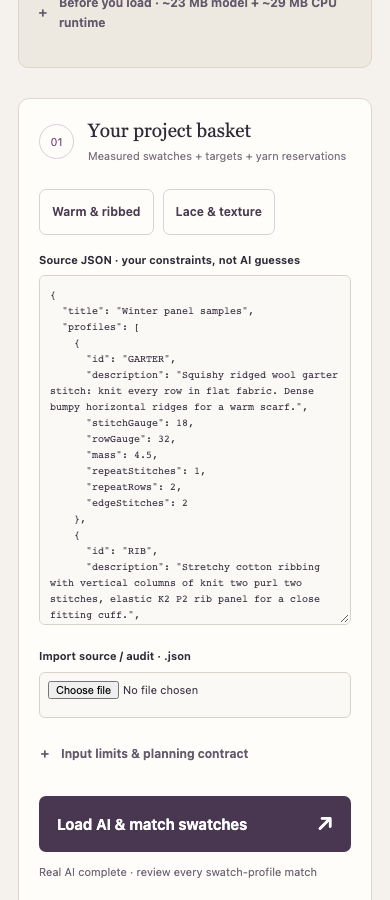 Before you load · ~23 MB model + ~29 MB CPU
+
runtime
01
Your project basket
Measured swatches + targets + yarn reservations
Warm & ribbed
Lace & texture
Source JSON · your constraints, not AI guesses
{
"title": "Winter panel samples",
"profiles": [
{
"id": "GARTER",
"description": "Squishy ridged wool garter
stitch: knit every row in flat fabric. Dense
bumpy horizontal ridges for a warm scarf.",
"stitchGauge": 18,
"rowGauge": 32,
"mass": 4.5,
"repeatStitches": 1,
"repeatRows": 2,
"edgeStitches": 2
},
{
"id": "RIB",
"description": "Stretchy cotton ribbing
with vertical columns of knit two purl two
stitches, elastic K2 P2 rib panel for a close
fitting cuff.",
Import source / audit · .json
Choose file No file chosen
+ Input limits & planning contract
Load AI & match swatches
Real AI complete · review every swatch-profile match